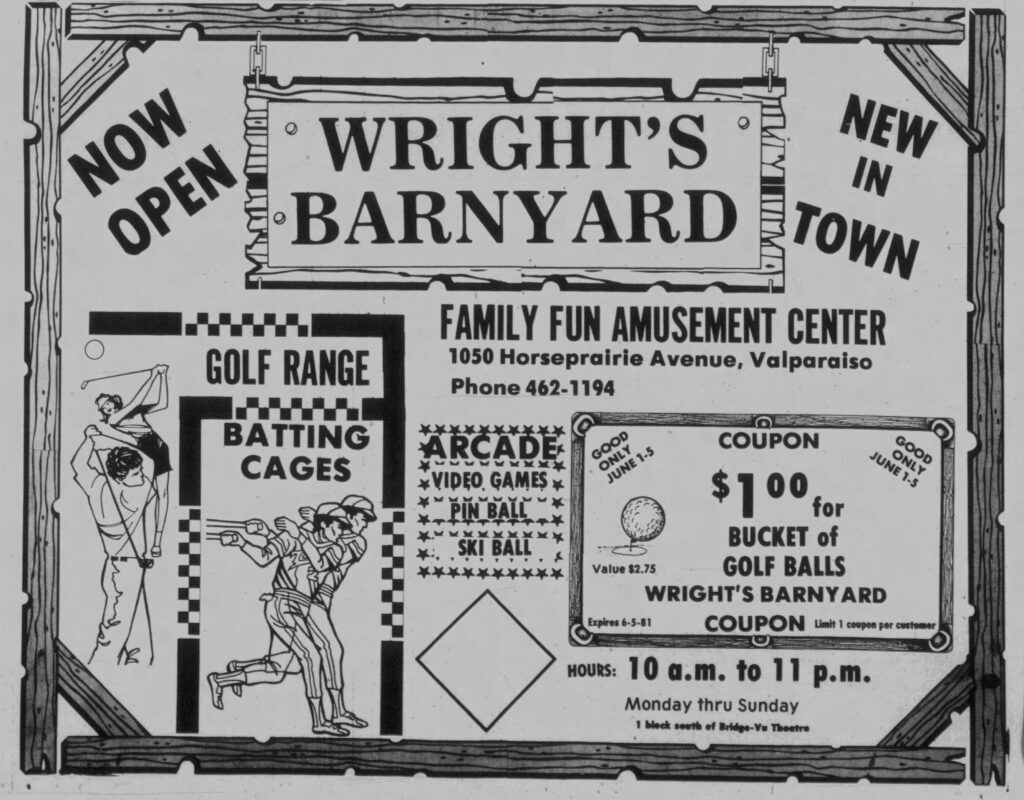 NOW
OPEN
WRIGHT'S
BARNYARD
NEW
IN
TOWN
FAMILY FUN AMUSEMENT CENTER
1050 Horseprairie Avenue, Valparaiso
Phone 462-1194
GOLF RANGE
BATTING
CAGES
ARCADE
VIDEO GAMES
PIN BALL
SKI BALL
GOOD
ONLY
JUNE 1-5
COUPON
GOOD
ONLY
JUNE 1-5
$1.00 for
BUCKET of
GOLF BALLS
Value $2.75
WRIGHT'S BARNYARD
Expires 6-5-81
COUPON
Limit 1 coupon per customer
HOURS: 10 a.m. to 11 p.m.
Monday thru Sunday
1 block south of Bridge-Vu Theatre